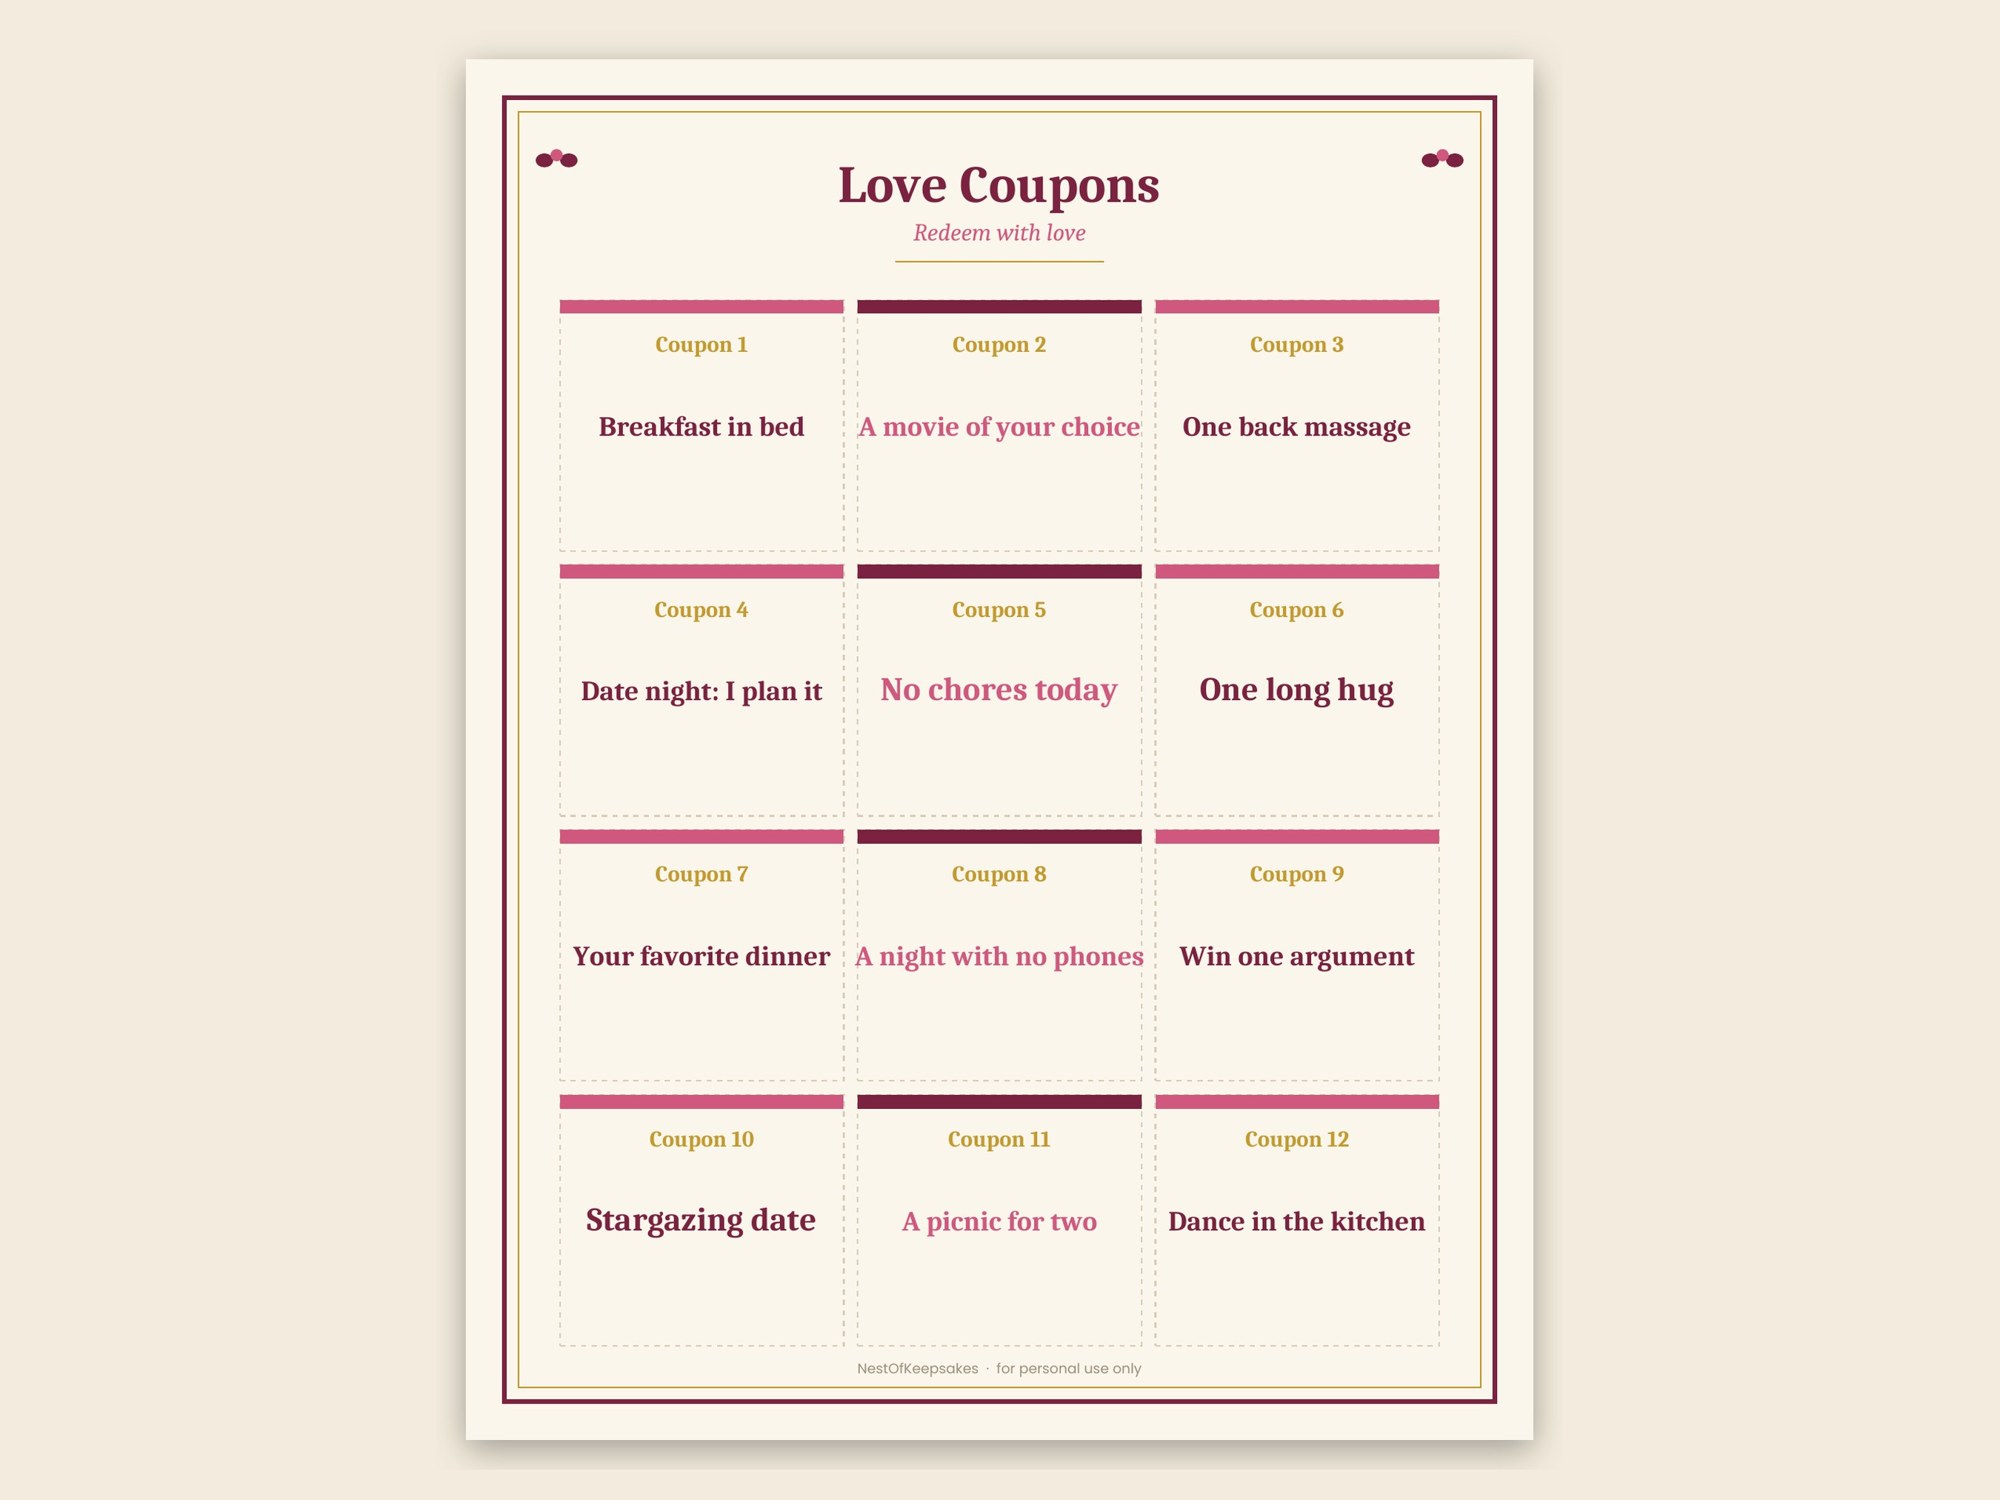 Love Coupons
Redeem with love
Coupon 1
Breakfast in bed
Coupon 2
A movie of your choice
Coupon 3
One back massage
Coupon 4
Date night: I plan it
Coupon 5
No chores today
Coupon 6
One long hug
Coupon 7
Your favorite dinner
Coupon 8
A night with no phones
Coupon 9
Win one argument
Coupon 10
Stargazing date
Coupon 11
A picnic for two
Coupon 12
Dance in the kitchen
NestOfKeepsakes · for personal use only